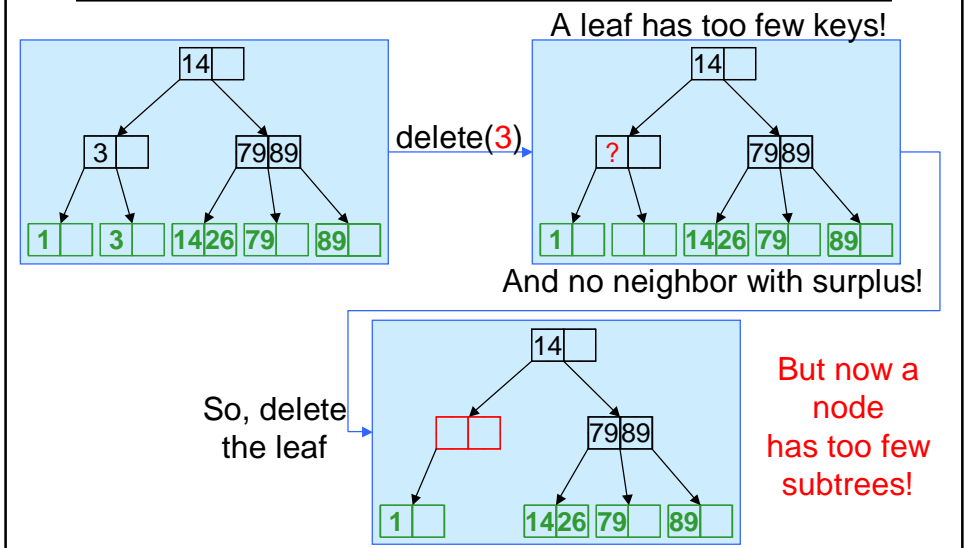 A leaf has too few keys!
14
3
79 89
1
3
14 26
79
89
delete(3)
14
?
79 89
1
14 26
79
89
And no neighbor with surplus!
So, delete
the leaf
14
79 89
1
14 26
79
89
But now a
node
has too few
subtrees!